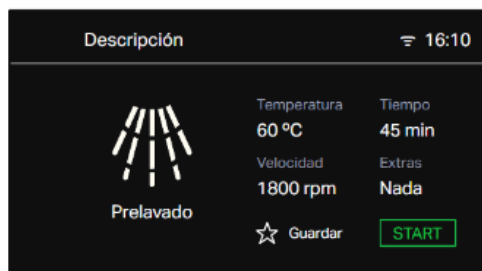 Descripción
16:10
Temperatura
60 ºC
Tiempo
45 min
Velocidad
1800 rpm
Extras
Nada
Prelavado
Guardar
START